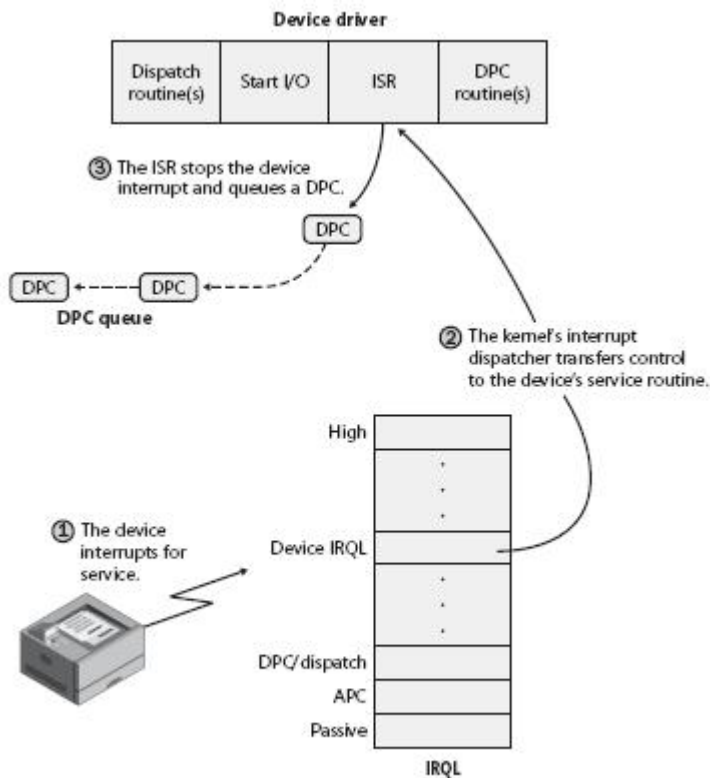 Device driver
Dispatch
routine(s)
Start I/O
ISR
DPC
routine(s)
3 The ISR stops the device
interrupt and queues a DPC.
DPC
DPC
DPC
DPC queue
2 The kernel's interrupt
dispatcher transfers control
to the device's service routine.
High
1 The device
interrupts for
service.
Device IRQL
DPC/dispatch
APC
Passive
IRQL